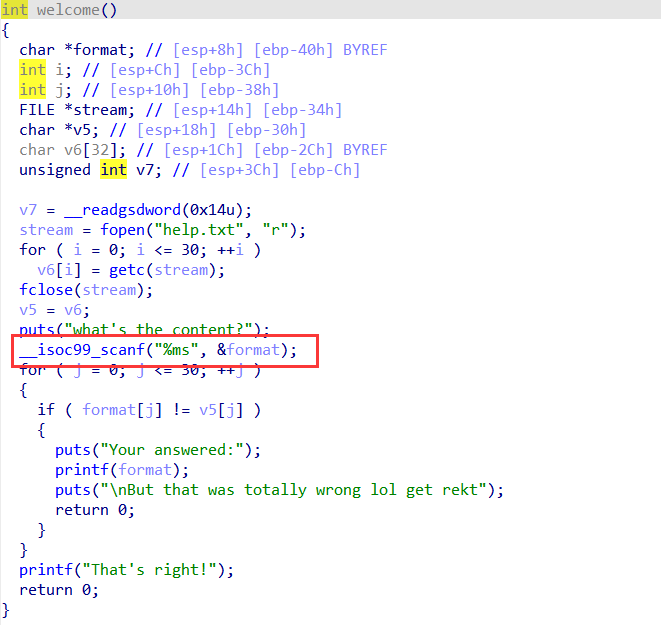 int welcome()
{
  char *format; // [esp+8h] [ebp-40h] BYREF
  int i; // [esp+Ch] [ebp-3Ch]
  int j; // [esp+10h] [ebp-38h]
  FILE *stream; // [esp+14h] [ebp-34h]
  char *v5; // [esp+18h] [ebp-30h]
  char v6[32]; // [esp+1Ch] [ebp-2Ch] BYREF
  unsigned int v7; // [esp+3Ch] [ebp-Ch]

  v7 = __readgsdword(0x14u);
  stream = fopen("help.txt", "r");
  for ( i = 0; i <= 30; ++i )
    v6[i] = getc(stream);
  fclose(stream);
  v5 = v6;
  puts("what's the content?");
  __isoc99_scanf("%ms", &format);
  for ( j = 0; j <= 30; ++j )
  {
    if ( format[j] != v5[j] )
    {
      puts("Your answered:");
      printf(format);
      puts("\nBut that was totally wrong lol get rekt");
      return 0;
    }
  }
  printf("That's right!");
  return 0;
}